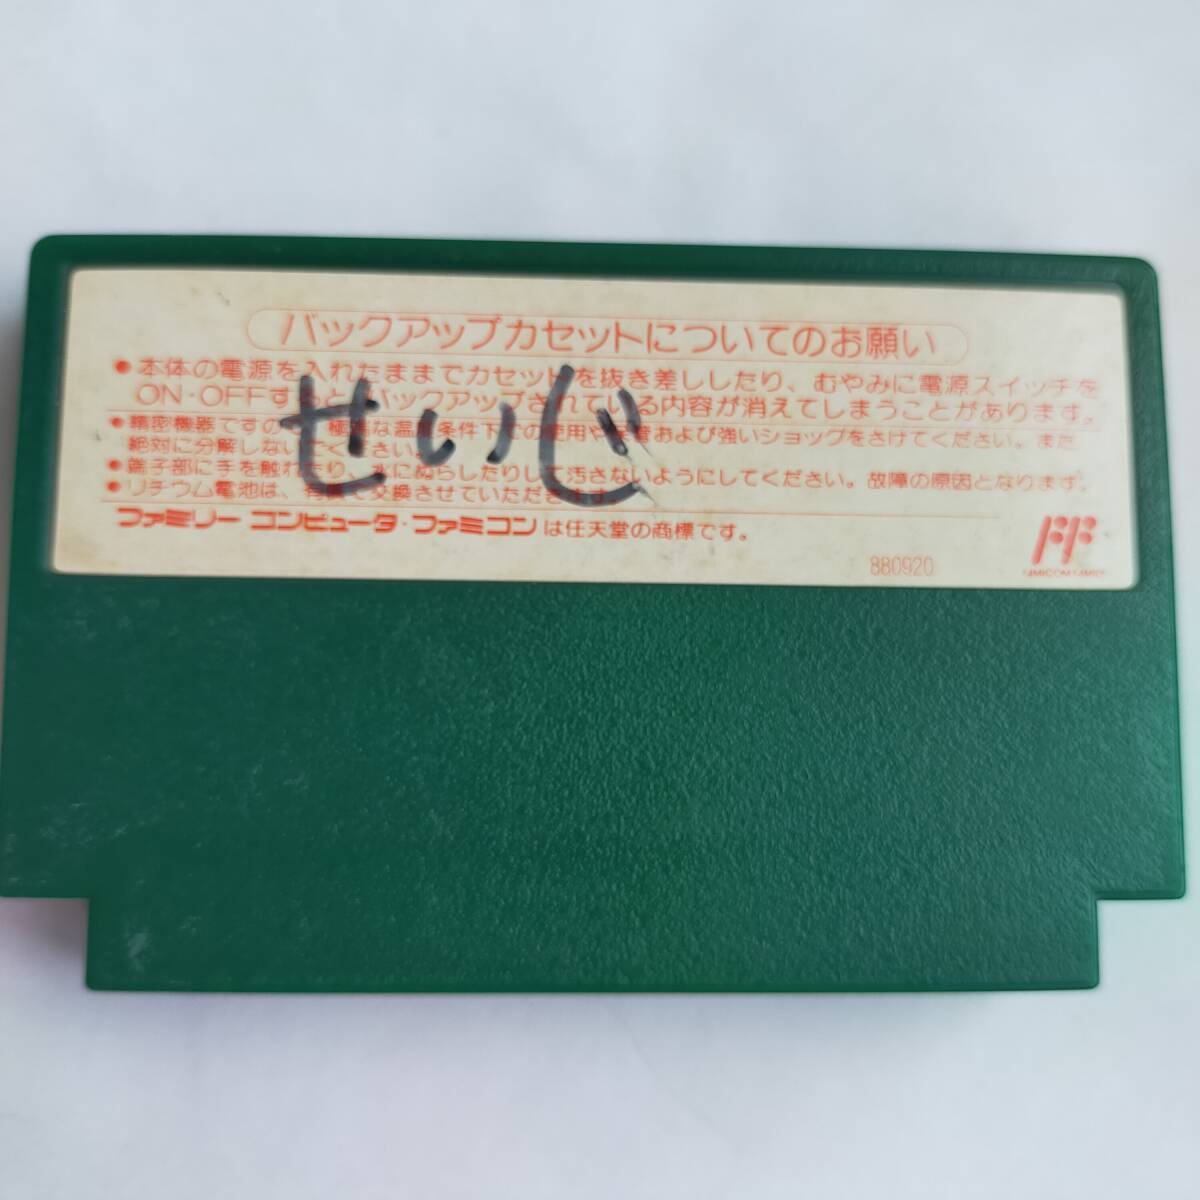 バックアップカセットについてのお願い
●本体の電源を入れたままでカセットを抜き差ししたり、むやみに電源スイッチを
ON・OFFすると、バックアップされている内容が消えてしまうことがあります。
●精密機器ですので、極端な温度条件下での使用や保管および強いショックをさけてください。また
絶対に分解しないでください。
●端子部に手を触れたり、水にぬらしたりして汚さないようにしてください。故障の原因となります。
●リチウム電池は、有償で交換させていただきます。
ファミリーコンピュータ・ファミコンは任天堂の商標です。
880920
FF
せいじ